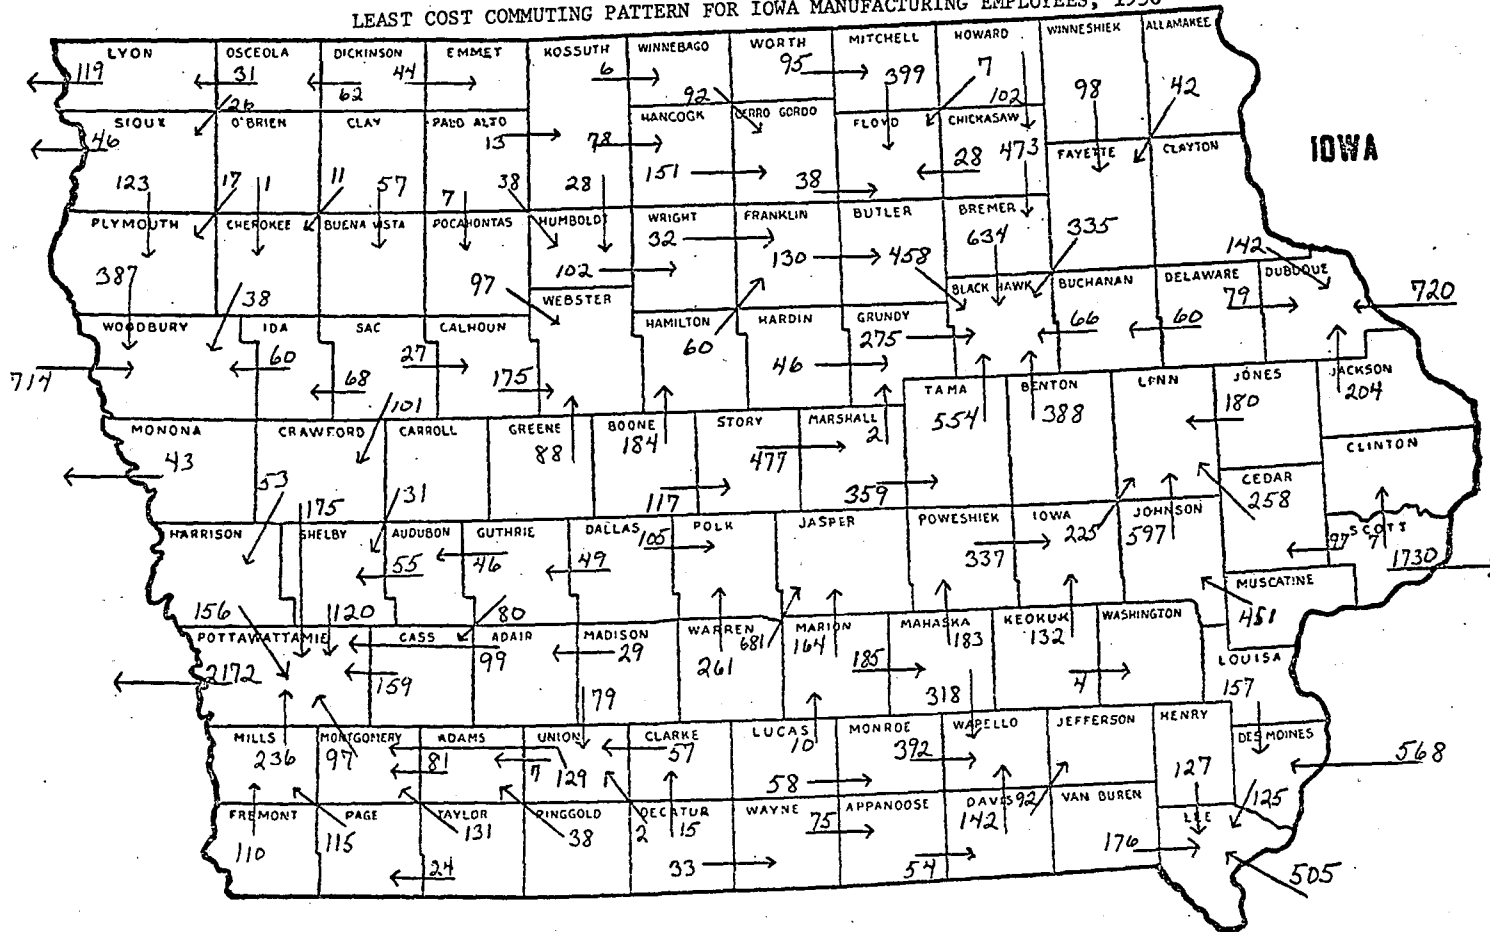 LEAST COST COMMUTING PATTERN FOR IOWA MANUFACTURING EMPLOYEES,
LYON OSCEOLA DICKINSON EMMET KOSSUTH WINNEBAGO WORTH MITCHELL HOWARD WINNESHIEK ALLAMAKEE
119 31 62 44 6 95 399 7 98 42
26 92 102
SIOUX O'BRIEN CLAY PALO ALTO HANCOCK CERRO GORDO FLOYD CHICKASAW FAYETTE CLAYTON
IOWA
46 13 78 28 473
123 17 1 11 57 7 38 28 151 38
PLYMOUTH CHEROKEE BUENA VISTA POCAHONTAS HUMBOLDT WRIGHT FRANKLIN BUTLER BREMER
32 634 335 142
387 38 97 102 130 458
WEBSTER BLACK HAWK BUCHANAN DELAWARE DUBUQUE
79 720
WOODBURY IDA SAC CALHOUN HAMILTON HARDIN GRUNDY
60 275 66 60
714 60 68 27 175 46
TAMA BENTON LINN JONES JACKSON
101 554 388 180 204
MONONA CRAWFORD CARROLL GREENE BOONE STORY MARSHALL
43 88 184 477 2
CLINTON
53 175 31 117 359 CEDAR 258
HARRISON SHELBY AUDUBON GUTHRIE DALLAS POLK JASPER POWESHIEK IOWA JOHNSON SCOTT
55 46 49 105 337 225 597 97 7 1730
MUSCATINE
156 1120 80 451
POTTAWATTAMIE CASS ADAIR MADISON WARREN MARION MAHASKA KEOKUK WASHINGTON
2172 159 99 29 261 681 164 185 183 132 4
LOUISA
79 318 157
MILLS MONTGOMERY ADAMS UNION CLARKE LUCAS MONROE WAPELLO JEFFERSON HENRY DES MOINES
236 97 81 7 129 57 10 392 127 568
58
FREMONT PAGE TAYLOR RINGGOLD DECATUR WAYNE APPANOOSE DAVIS 92 VAN BUREN LEE 125
110 115 131 38 2 15 75 142
24 33 54 176 505